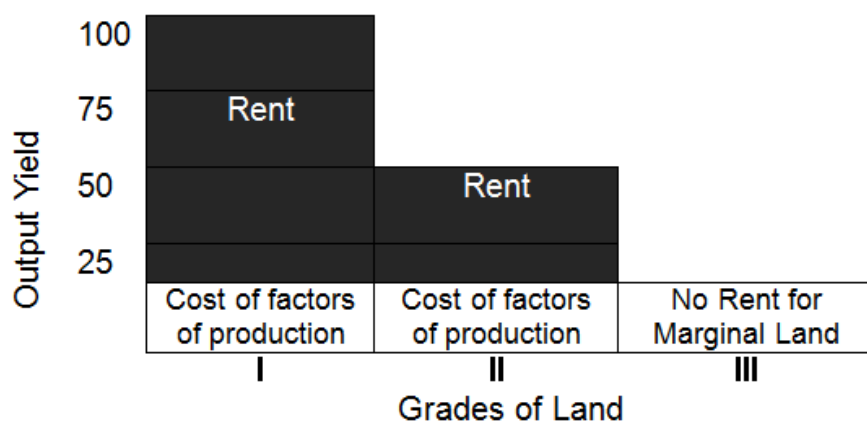 100
75
50
25
Output Yield
Rent
Rent
Cost of factors
of production
Cost of factors
of production
No Rent for
Marginal Land
I
II
III
Grades of Land